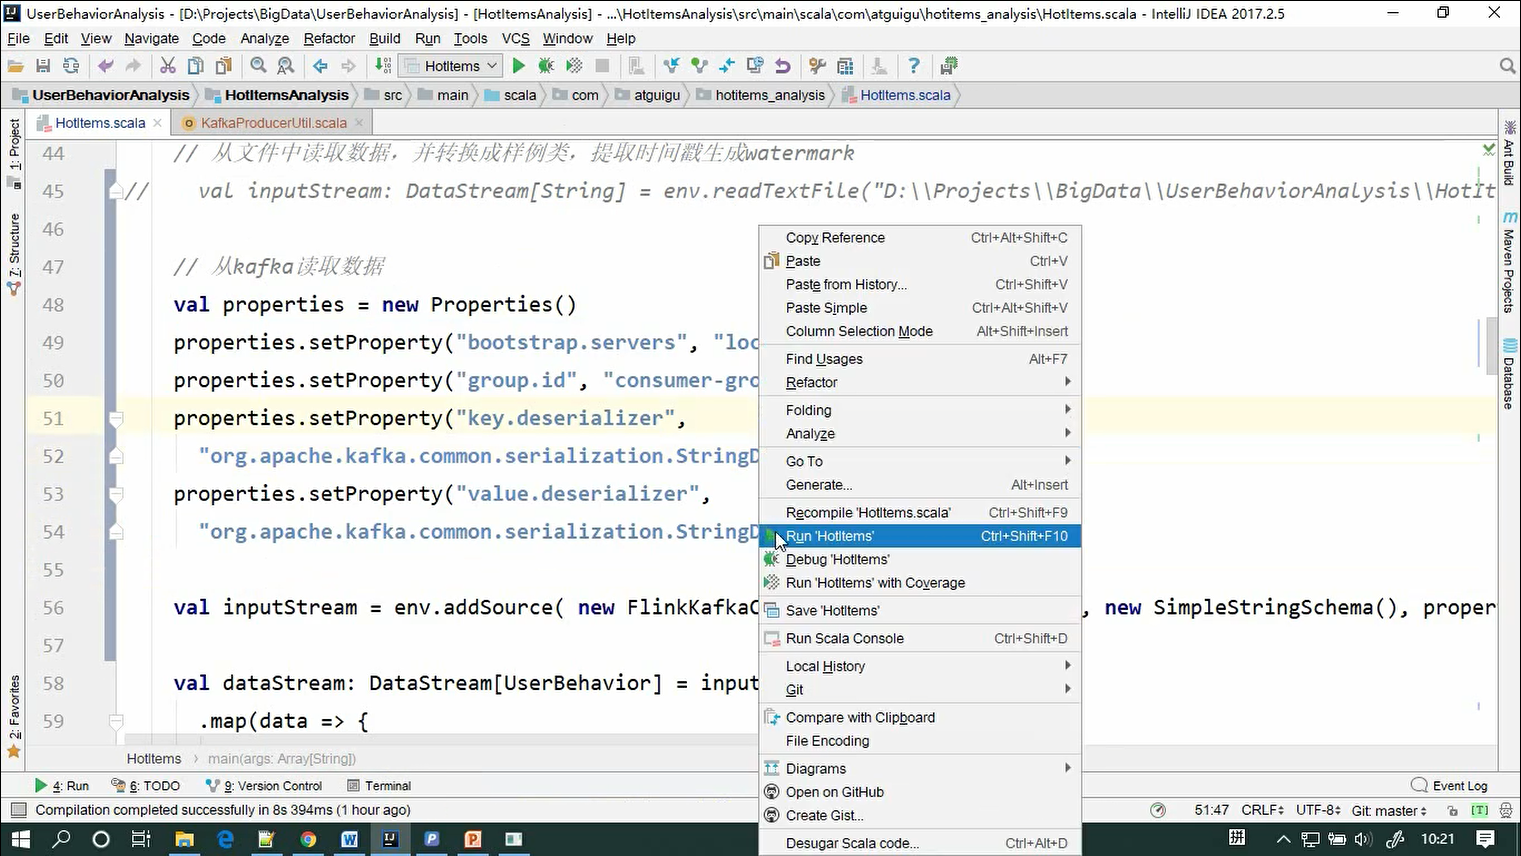 UserBehaviorAnalysis - [D:\Projects\BigData\UserBehaviorAnalysis] - [HotItemsAnalysis] - ...\HotItemsAnalysis\src\main\scala\com\atguigu\hotitems_analysis\HotItems.scala - IntelliJ IDEA 2017.2.5
File Edit View Navigate Code Analyze Refactor Build Run Tools VCS Window Help
HotItems
UserBehaviorAnalysis HotItemsAnalysis src main scala com atguigu hotitems_analysis HotItems.scala
HotItems.scala KafkaProducerUtil.scala
1: Project
7: Structure
2: Favorites
44 // 从文件中读取数据，并转换成样例类，提取时间戳生成watermark
45 // val inputStream: DataStream[String] = env.readTextFile("D:\\Projects\\BigData\\UserBehaviorAnalysis\\HotIt
46
47 // 从kafka读取数据
48 val properties = new Properties()
49 properties.setProperty("bootstrap.servers", "loc
50 properties.setProperty("group.id", "consumer-gro
51 properties.setProperty("key.deserializer",
52 "org.apache.kafka.common.serialization.StringD
53 properties.setProperty("value.deserializer",
54 "org.apache.kafka.common.serialization.StringD
55
56 val inputStream = env.addSource( new FlinkKafkaC , new SimpleStringSchema(), proper
57
58 val dataStream: DataStream[UserBehavior] = input
59 .map(data => {
Copy Reference Ctrl+Alt+Shift+C
Paste Ctrl+V
Paste from History... Ctrl+Shift+V
Paste Simple Ctrl+Alt+Shift+V
Column Selection Mode Alt+Shift+Insert
Find Usages Alt+F7
Refactor
Folding
Analyze
Go To
Generate... Alt+Insert
Recompile 'HotItems.scala' Ctrl+Shift+F9
Run 'HotItems' Ctrl+Shift+F10
Debug 'HotItems'
Run 'HotItems' with Coverage
Save 'HotItems'
Run Scala Console Ctrl+Shift+D
Local History
Git
Compare with Clipboard
File Encoding
Diagrams
Open on GitHub
Create Gist...
Desugar Scala code... Ctrl+Alt+D
Ant Build
Maven Projects
Database
HotItems main(args: Array[String])
4: Run 6: TODO 9: Version Control Terminal Event Log
Compilation completed successfully in 8s 394ms (1 hour ago) 51:47 CRLF UTF-8 Git: master [T]
10:21